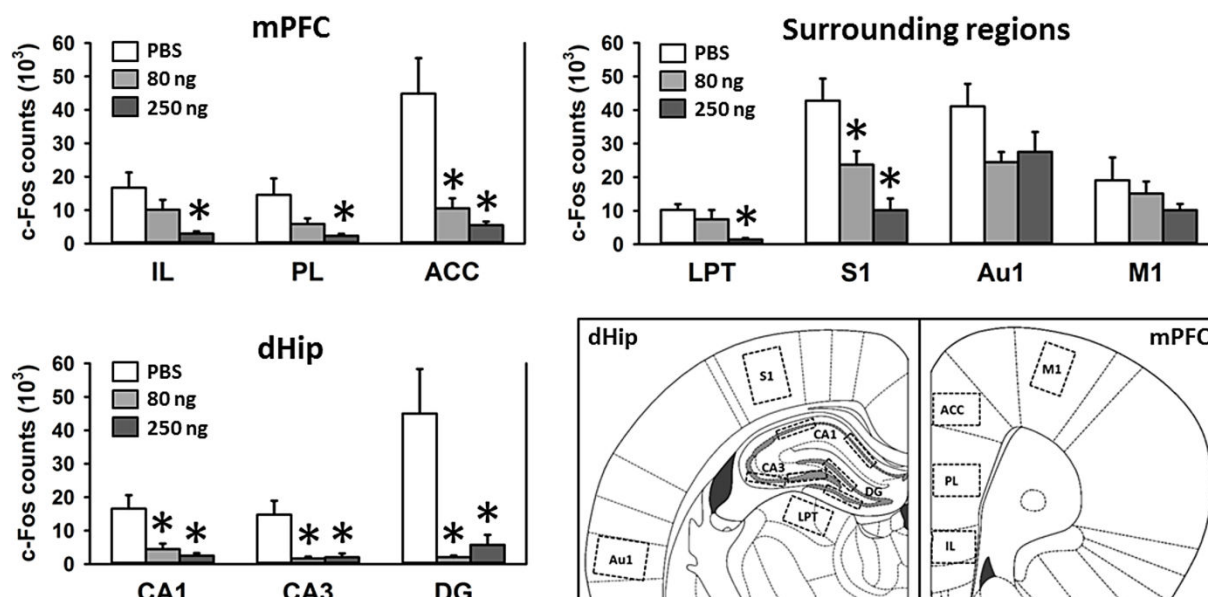 mPFC
c-Fos counts (10³)
60
50
40
30
20
10
0
PBS
80 ng
250 ng
*
*
*
*
IL
PL
ACC
Surrounding regions
c-Fos counts (10³)
60
50
40
30
20
10
0
PBS
80 ng
250 ng
*
*
*
LPT
S1
Au1
M1
dHip
c-Fos counts (10³)
60
50
40
30
20
10
0
PBS
80 ng
250 ng
*
*
*
*
*
*
CA1
CA3
DG
dHip
S1
CA1
CA3
DG
LPT
Au1
mPFC
M1
ACC
PL
IL